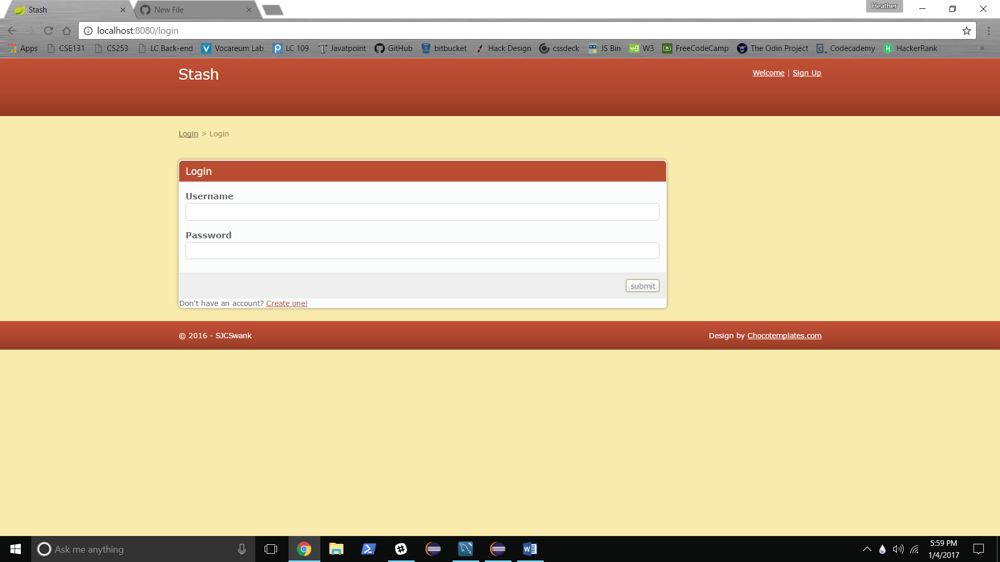 Stash
New File
Heather
localhost:8080/login
Apps CSE131 CS253 LC Back-end Vocareum Lab LC 109 Javatpoint GitHub bitbucket Hack Design cssdeck JS Bin W3 FreeCodeCamp The Odin Project Codecademy HackerRank »
Stash
Welcome | Sign Up
Login > Login
Login
Username
Password
submit
Don't have an account? Create one!
© 2016 - SJCSwank
Design by Chocotemplates.com
Ask me anything
5:59 PM
1/4/2017